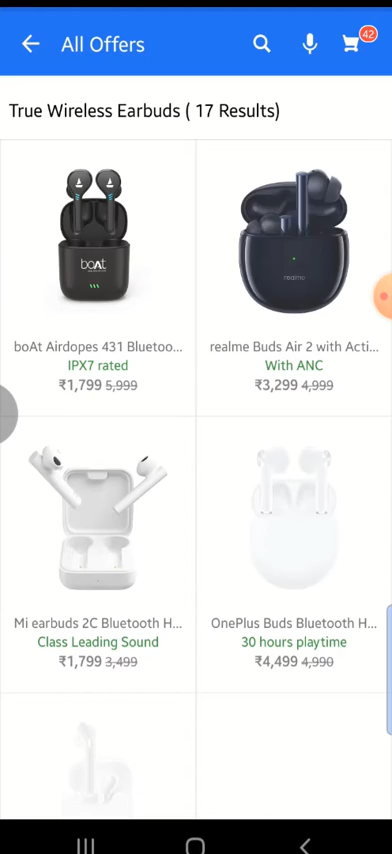 All Offers
42
True Wireless Earbuds ( 17 Results)
boAt
realme
boAt Airdopes 431 Bluetoo...
IPX7 rated
₹1,799 5,999
realme Buds Air 2 with Acti...
With ANC
₹3,299 4,999
Mi earbuds 2C Bluetooth H...
Class Leading Sound
₹1,799 3,499
OnePlus Buds Bluetooth H...
30 hours playtime
₹4,499 4,990